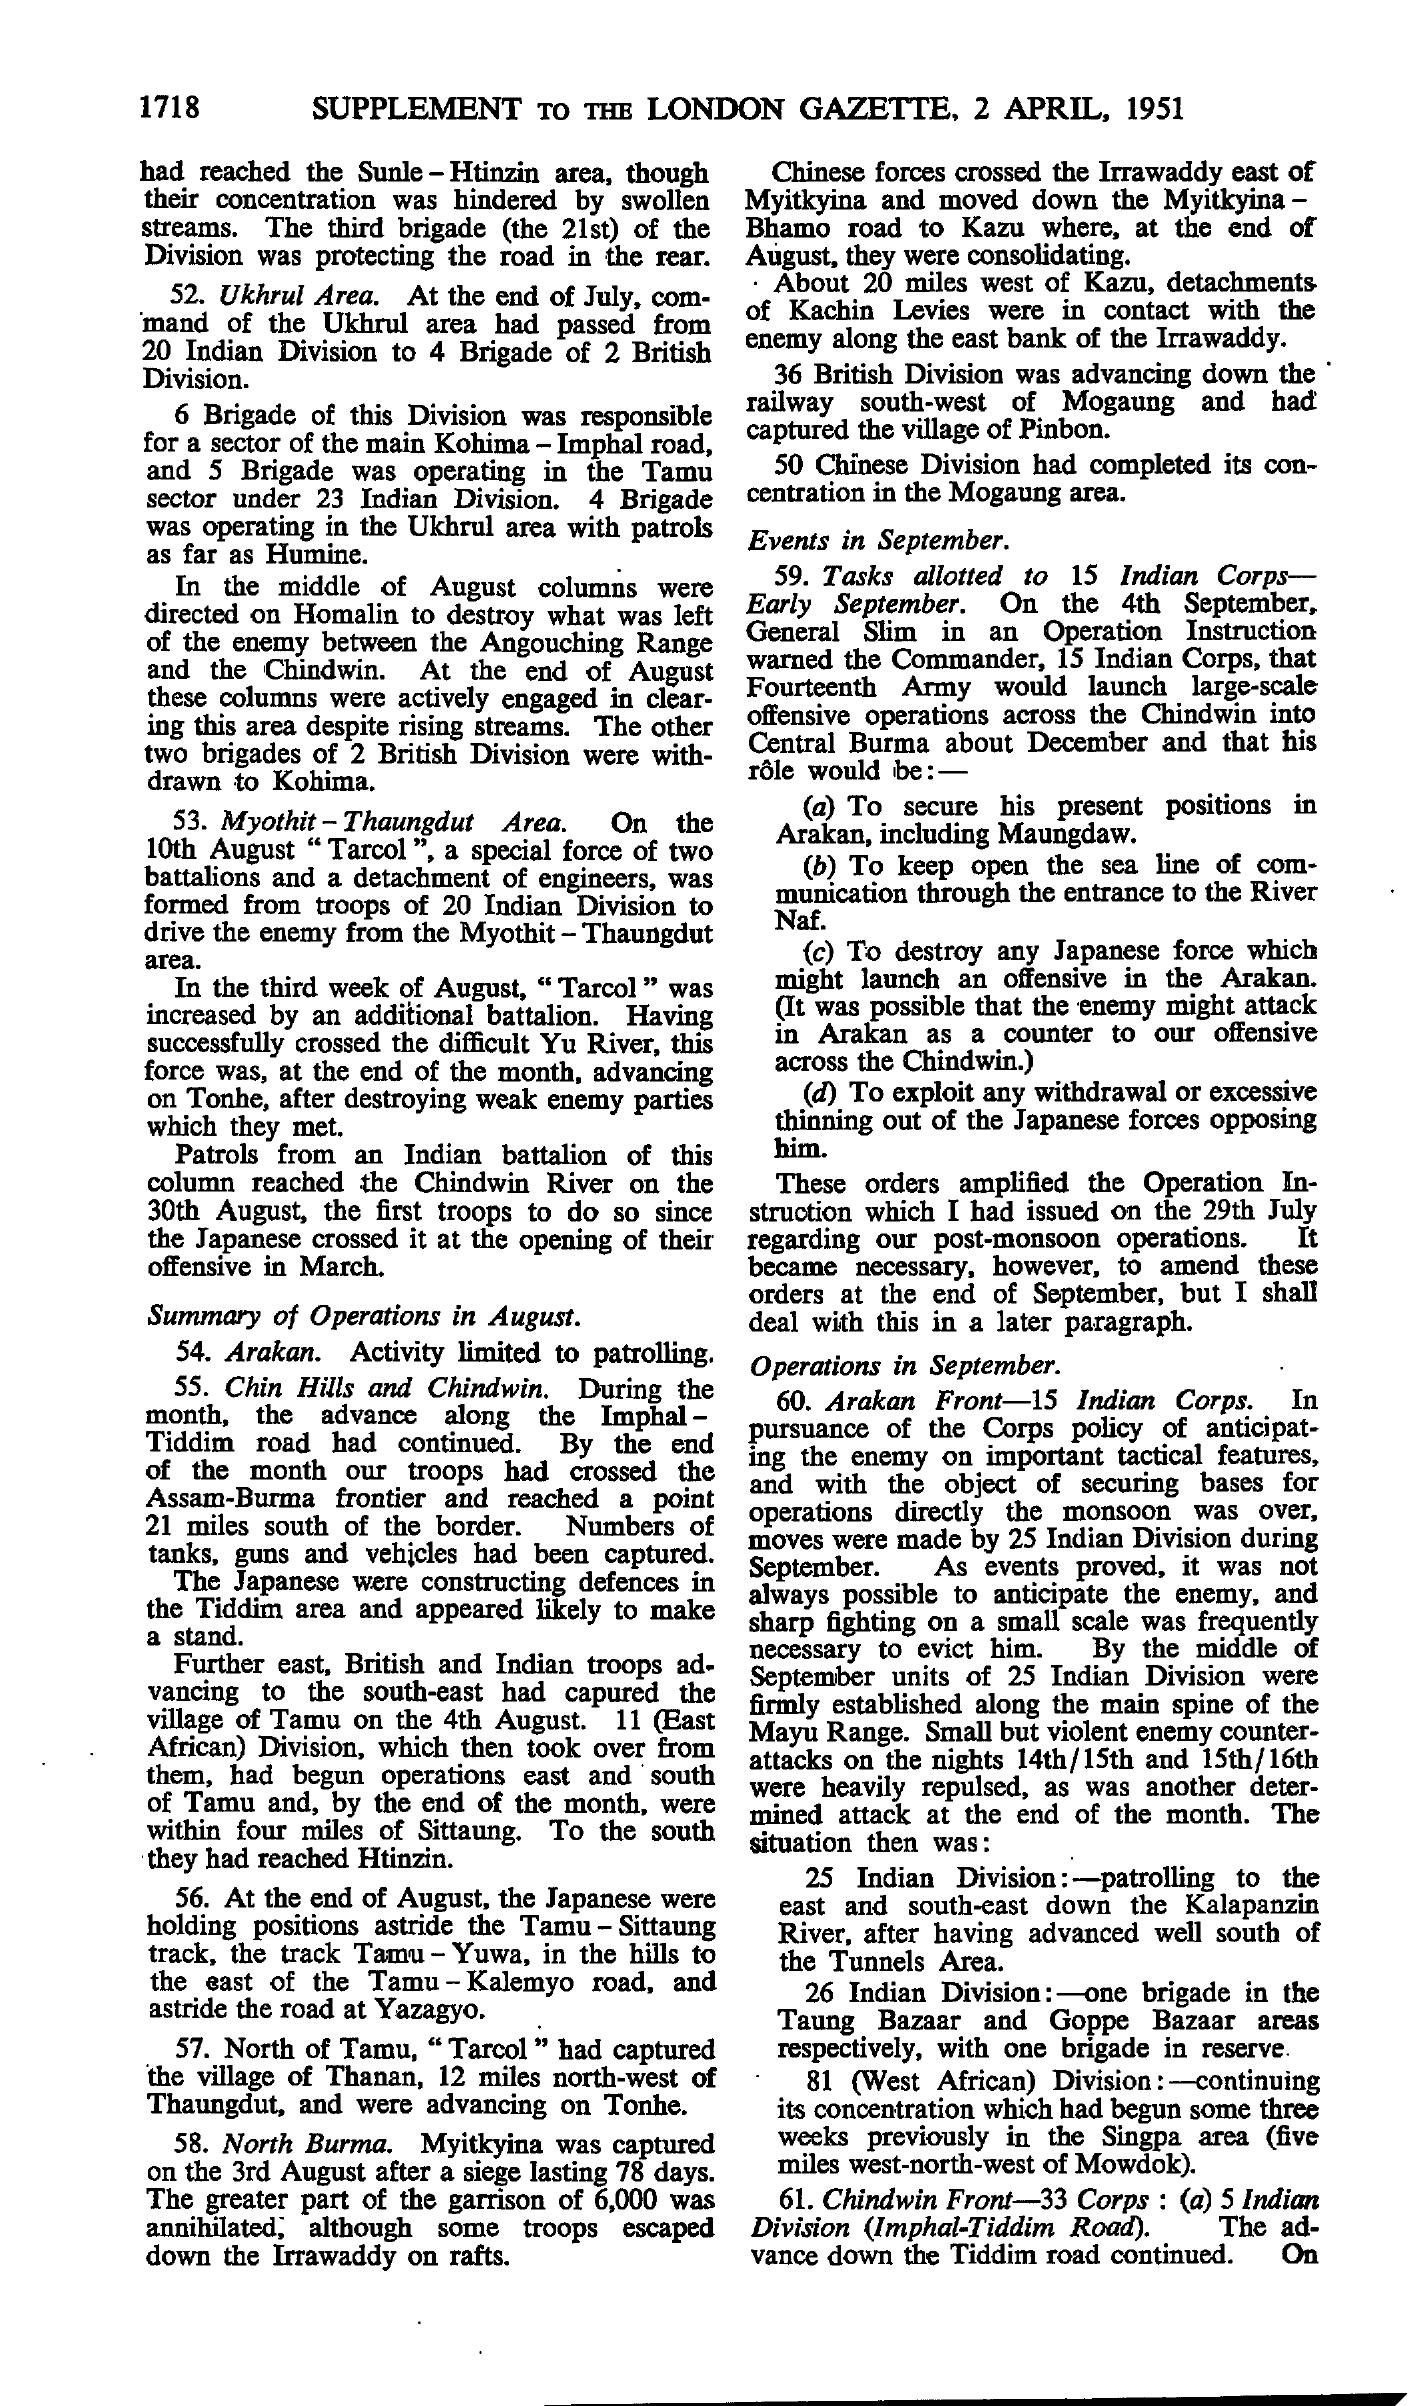 1718 SUPPLEMENT TO THE LONDON GAZETTE, 2 APRIL, 1951
had reached the Sunle – Htinzin area, though
their concentration was hindered by swollen
streams. The third brigade (the 21st) of the
Division was protecting the road in the rear.
52. Ukhrul Area. At the end of July, com-
mand of the Ukhrul area had passed from
20 Indian Division to 4 Brigade of 2 British
Division.
6 Brigade of this Division was responsible
for a sector of the main Kohima – Imphal road,
and 5 Brigade was operating in the Tamu
sector under 23 Indian Division. 4 Brigade
was operating in the Ukhrul area with patrols
as far as Humine.
In the middle of August columns were
directed on Homalin to destroy what was left
of the enemy between the Angouching Range
and the Chindwin. At the end of August
these columns were actively engaged in clear-
ing this area despite rising streams. The other
two brigades of 2 British Division were with-
drawn to Kohima.
53. Myothit – Thaungdut Area. On the
10th August “ Tarcol ”, a special force of two
battalions and a detachment of engineers, was
formed from troops of 20 Indian Division to
drive the enemy from the Myothit – Thaungdut
area.
In the third week of August, “ Tarcol ” was
increased by an additional battalion. Having
successfully crossed the difficult Yu River, this
force was, at the end of the month, advancing
on Tonhe, after destroying weak enemy parties
which they met.
Patrols from an Indian battalion of this
column reached the Chindwin River on the
30th August, the first troops to do so since
the Japanese crossed it at the opening of their
offensive in March.
Summary of Operations in August.
54. Arakan. Activity limited to patrolling.
55. Chin Hills and Chindwin. During the
month, the advance along the Imphal –
Tiddim road had continued. By the end
of the month our troops had crossed the
Assam-Burma frontier and reached a point
21 miles south of the border. Numbers of
tanks, guns and vehicles had been captured.
The Japanese were constructing defences in
the Tiddim area and appeared likely to make
a stand.
Further east, British and Indian troops ad-
vancing to the south-east had capured the
village of Tamu on the 4th August. 11 (East
African) Division, which then took over from
them, had begun operations east and south
of Tamu and, by the end of the month, were
within four miles of Sittaung. To the south
they had reached Htinzin.
56. At the end of August, the Japanese were
holding positions astride the Tamu – Sittaung
track, the track Tamu – Yuwa, in the hills to
the east of the Tamu – Kalemyo road, and
astride the road at Yazagyo.
57. North of Tamu, “ Tarcol ” had captured
the village of Thanan, 12 miles north-west of
Thaungdut, and were advancing on Tonhe.
58. North Burma. Myitkyina was captured
on the 3rd August after a siege lasting 78 days.
The greater part of the garrison of 6,000 was
annihilated; although some troops escaped
down the Irrawaddy on rafts.
Chinese forces crossed the Irrawaddy east of
Myitkyina and moved down the Myitkyina –
Bhamo road to Kazu where, at the end of
August, they were consolidating.
About 20 miles west of Kazu, detachments
of Kachin Levies were in contact with the
enemy along the east bank of the Irrawaddy.
36 British Division was advancing down the
railway south-west of Mogaung and had
captured the village of Pinbon.
50 Chinese Division had completed its con-
centration in the Mogaung area.
Events in September.
59. Tasks allotted to 15 Indian Corps—
Early September. On the 4th September,
General Slim in an Operation Instruction
warned the Commander, 15 Indian Corps, that
Fourteenth Army would launch large-scale
offensive operations across the Chindwin into
Central Burma about December and that his
rôle would be:—
(a) To secure his present positions in
Arakan, including Maungdaw.
(b) To keep open the sea line of com-
munication through the entrance to the River
Naf.
(c) To destroy any Japanese force which
might launch an offensive in the Arakan.
(It was possible that the enemy might attack
in Arakan as a counter to our offensive
across the Chindwin.)
(d) To exploit any withdrawal or excessive
thinning out of the Japanese forces opposing
him.
These orders amplified the Operation In-
struction which I had issued on the 29th July
regarding our post-monsoon operations. It
became necessary, however, to amend these
orders at the end of September, but I shall
deal with this in a later paragraph.
Operations in September.
60. Arakan Front—15 Indian Corps. In
pursuance of the Corps policy of anticipat-
ing the enemy on important tactical features,
and with the object of securing bases for
operations directly the monsoon was over,
moves were made by 25 Indian Division during
September. As events proved, it was not
always possible to anticipate the enemy, and
sharp fighting on a small scale was frequently
necessary to evict him. By the middle of
September units of 25 Indian Division were
firmly established along the main spine of the
Mayu Range. Small but violent enemy counter-
attacks on the nights 14th/15th and 15th/16th
were heavily repulsed, as was another deter-
mined attack at the end of the month. The
situation then was:
25 Indian Division:—patrolling to the
east and south-east down the Kalapanzin
River, after having advanced well south of
the Tunnels Area.
26 Indian Division:—one brigade in the
Taung Bazaar and Goppe Bazaar areas
respectively, with one brigade in reserve.
81 (West African) Division:—continuing
its concentration which had begun some three
weeks previously in the Singpa area (five
miles west-north-west of Mowdok).
61. Chindwin Front—33 Corps : (a) 5 Indian
Division (Imphal-Tiddim Road). The ad-
vance down the Tiddim road continued. On